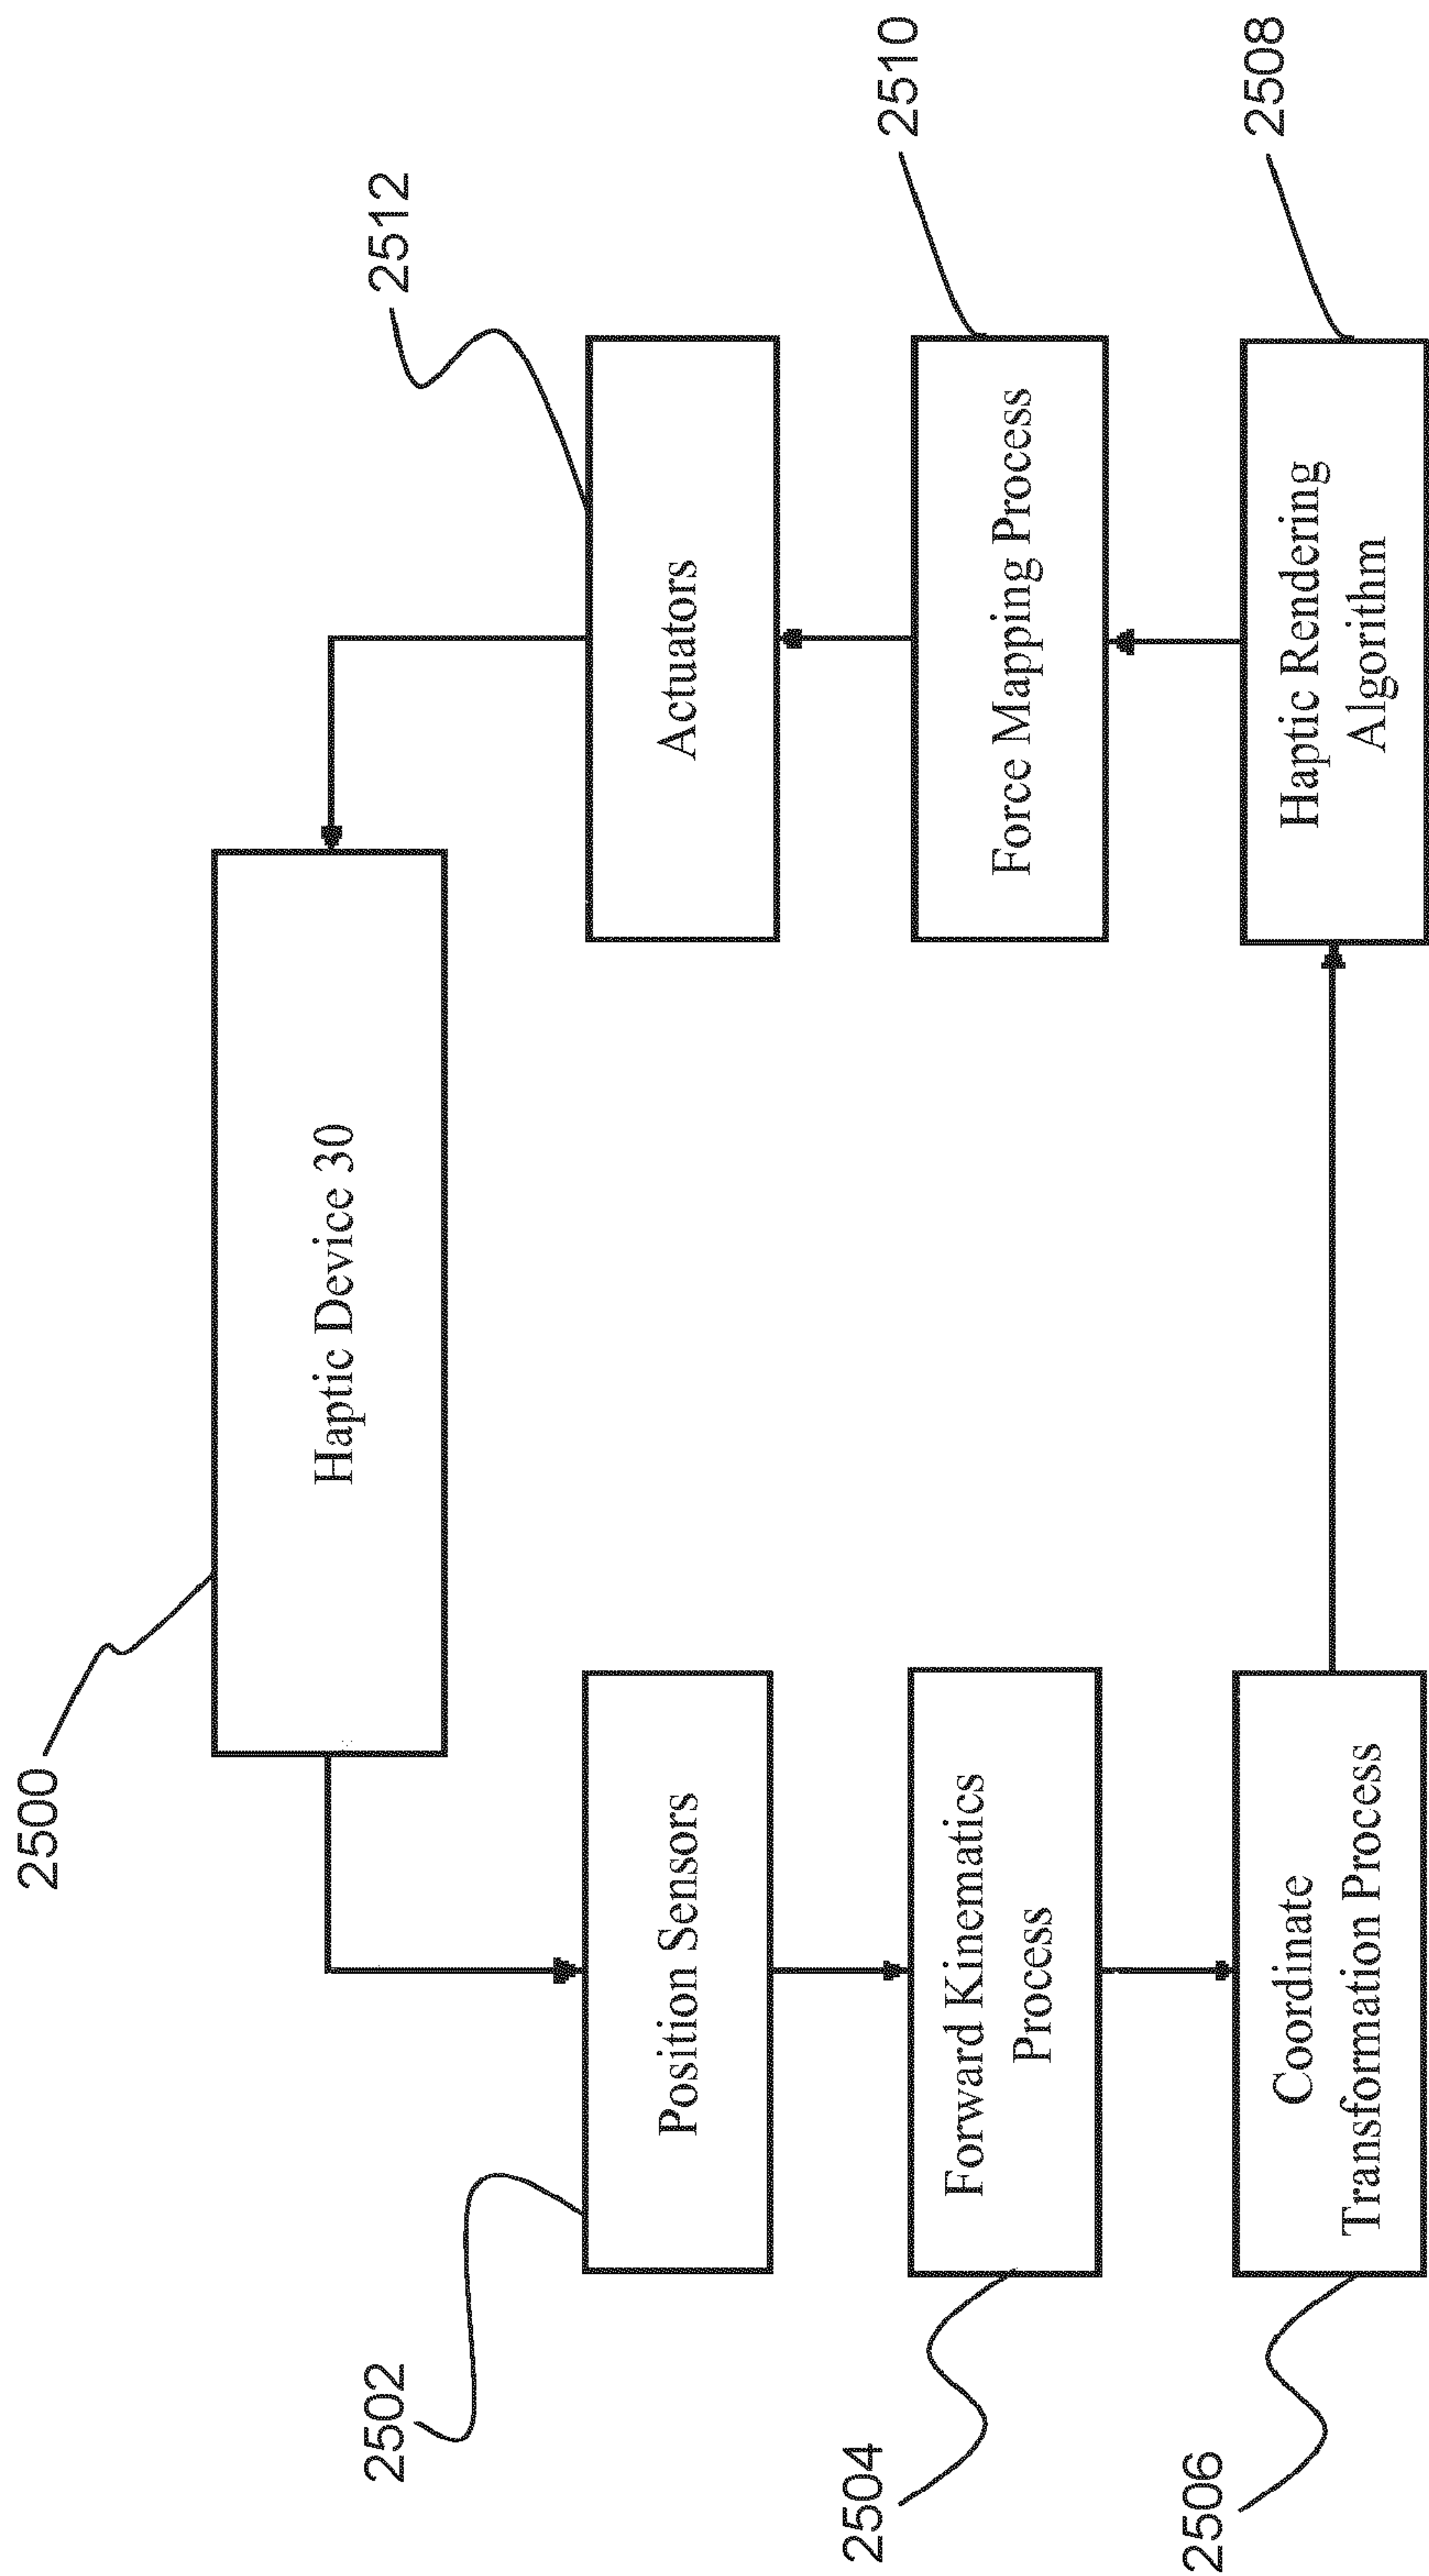 2500
Haptic Device 30
2512
2502
Position Sensors
Actuators
2504
Forward Kinematics
Process
2510
Force Mapping Process
2506
Coordinate
Transformation Process
2508
Haptic Rendering
Algorithm